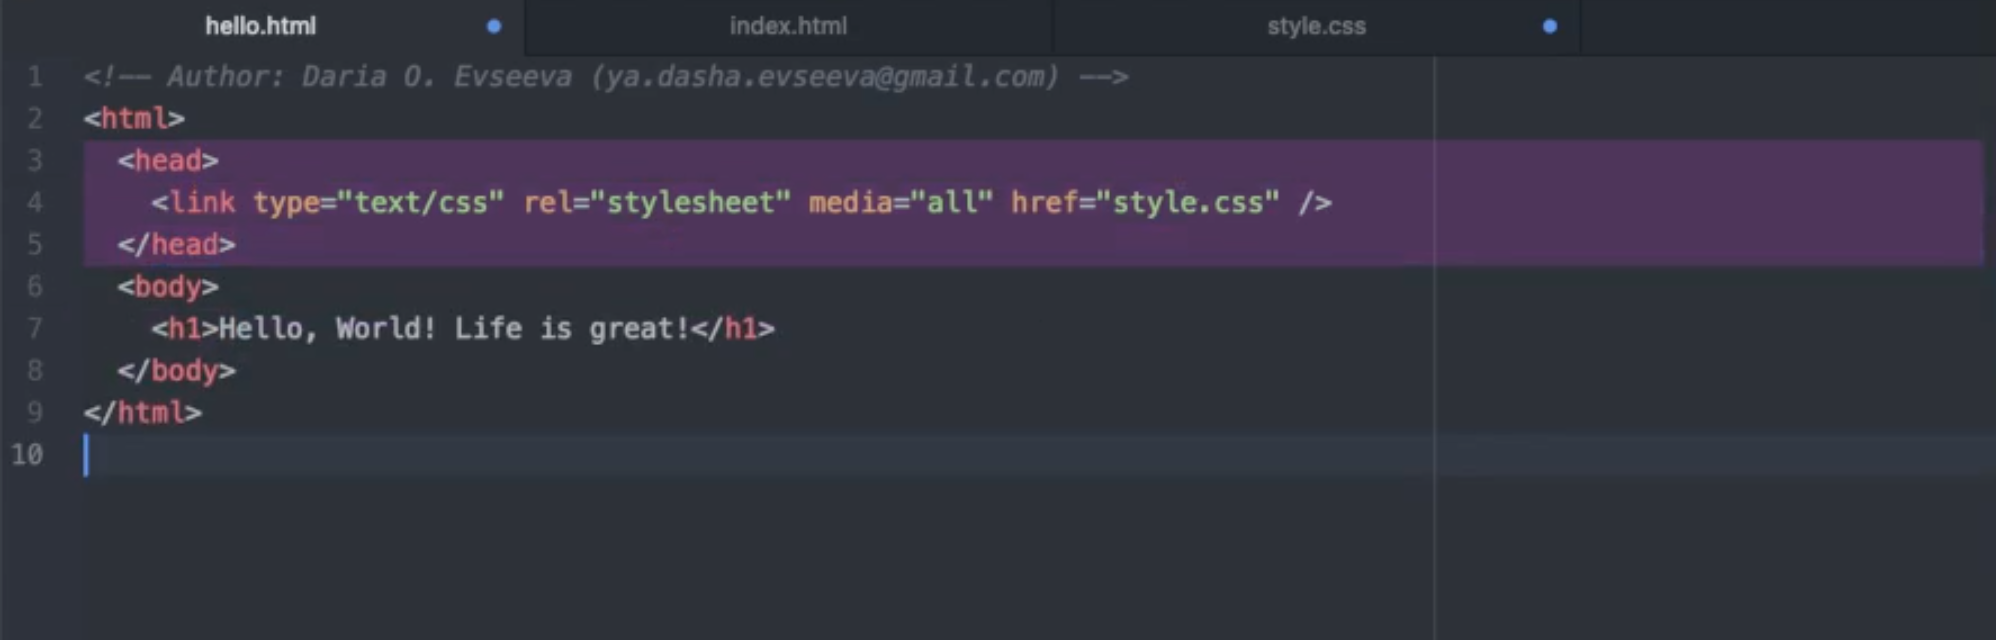 hello.html
index.html
style.css
1 <!-- Author: Daria O. Evseeva (ya.dasha.evseeva@gmail.com) -->
2 <html>
3 <head>
4 <link type="text/css" rel="stylesheet" media="all" href="style.css" />
5 </head>
6 <body>
7 <h1>Hello, World! Life is great!</h1>
8 </body>
9 </html>
10